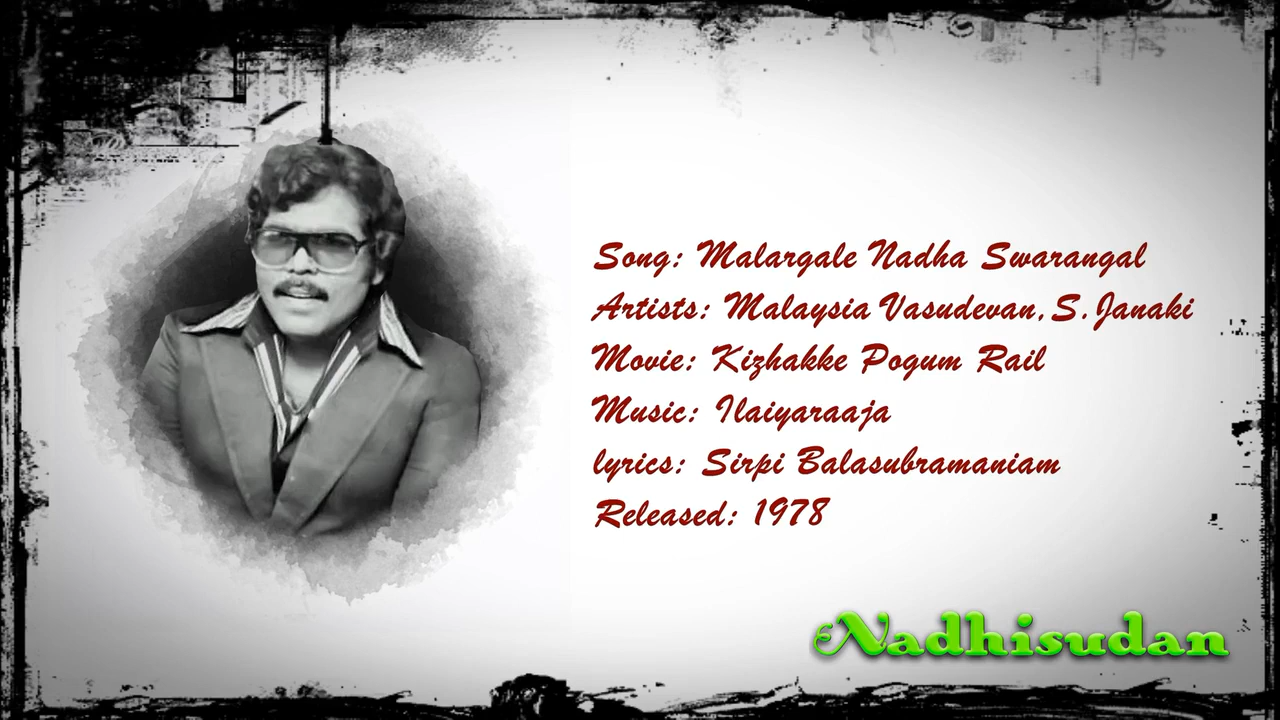 Song: Malargale Nadha Swarangal
Artists: Malaysia Vasudevan, S. Janaki
Movie: Kizhakke Pogum Rail
Music: Ilaiyaraaja
lyrics: Sirpi Balasubramaniam
Released: 1978
Nadhisudan